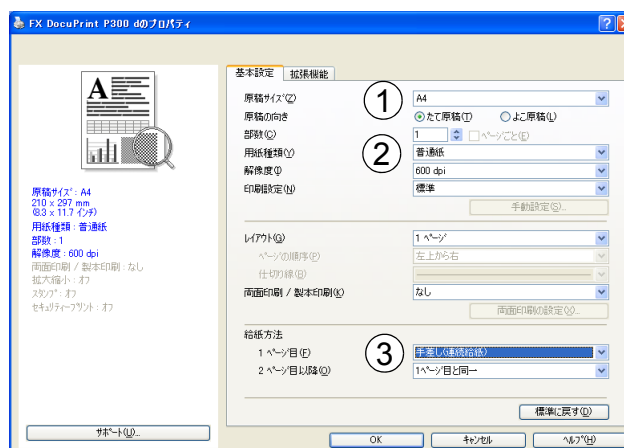 FX DocuPrint P300 dのプロパティ
基本設定 拡張機能
原稿サイズ(Z) ① A4
原稿の向き たて原稿(T) よこ原稿(L)
部数(C) 1 ページごと(E)
用紙種類(Y) ② 普通紙
解像度(I) 600 dpi
印刷設定(N) 標準
手動設定(S)...
レイアウト(G) 1 ページ
ページの順序(P) 左上から右
仕切り線(B)
両面印刷 / 製本印刷(K) なし
両面印刷の設定(X)...
給紙方法
1 ページ目(F) ③ 手差し(連続給紙)
2 ページ目以降(O) 1ページ目と同一
標準に戻す(D)
A
原稿サイズ: A4
210 x 297 mm
(8.3 x 11.7 インチ)
用紙種類 : 普通紙
部数 : 1
解像度 : 600 dpi
両面印刷 / 製本印刷 : なし
拡大縮小 : オフ
スタンプ : オフ
セキュリティープリント : オフ
サポート(U)...
OK キャンセル ヘルプ(H)